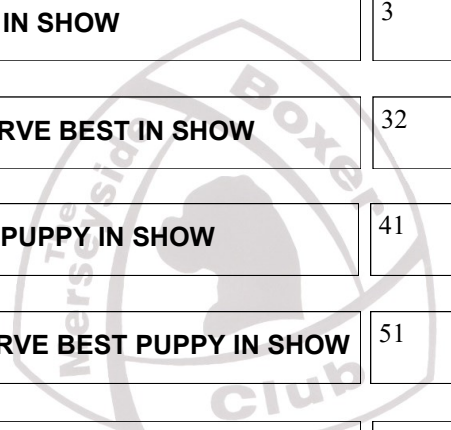 IN SHOW 3
RVE BEST IN SHOW 32
PUPPY IN SHOW 41
RVE BEST PUPPY IN SHOW 51
The Merseyside Boxer Club